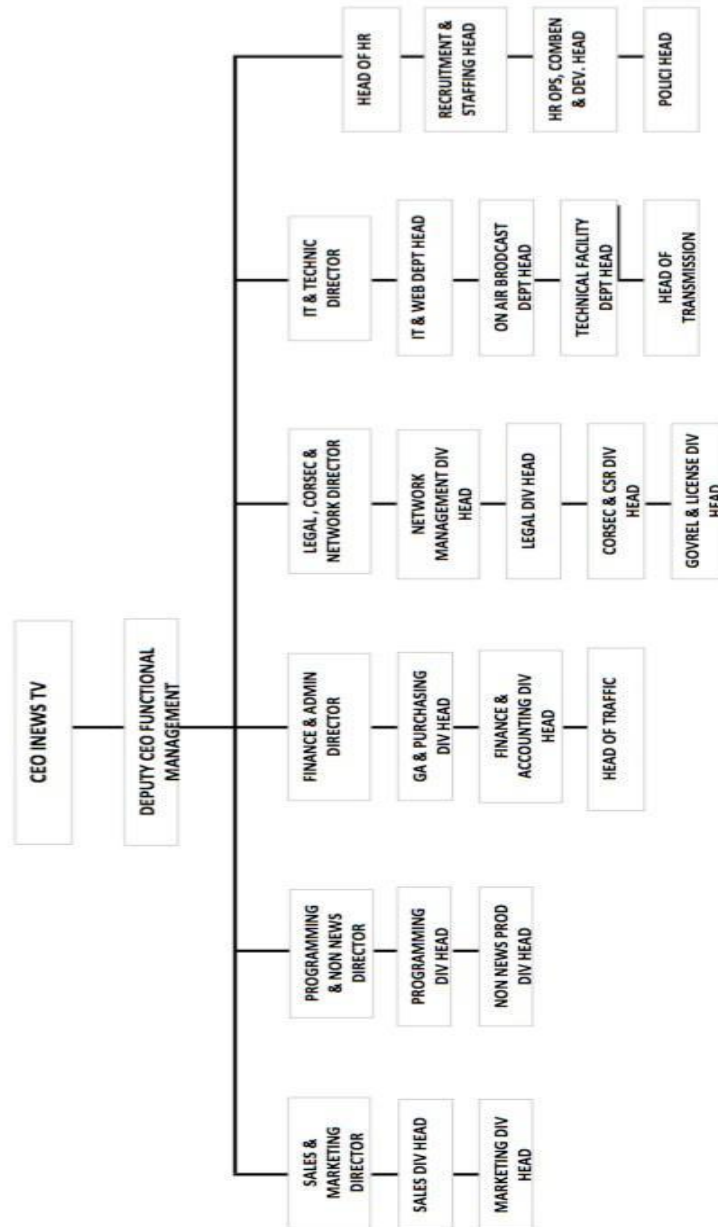 CEO INEWS TV
DEPUTY CEO FUNCTIONAL
MANAGEMENT
SALES &
MARKETING
DIRECTOR
SALES DIV HEAD
MARKETING DIV
HEAD
PROGRAMMING
& NON NEWS
DIRECTOR
PROGRAMMING
DIV HEAD
NON NEWS PROD
DIV HEAD
FINANCE & ADMIN
DIRECTOR
GA & PURCHASING
DIV HEAD
FINANCE &
ACCOUNTING DIV
HEAD
HEAD OF TRAFFIC
LEGAL , CORSEC &
NETWORK DIRECTOR
NETWORK
MANAGEMENT DIV
HEAD
LEGAL DIV HEAD
CORSEC & CSR DIV
HEAD
GOVREL & LICENSE DIV
HEAD
IT & TECHNIC
DIRECTOR
IT & WEB DEPT HEAD
ON AIR BRODCAST
DEPT HEAD
TECHNICAL FACILITY
DEPT HEAD
HEAD OF
TRANSMISSION
HEAD OF HR
RECRUITMENT &
STAFFING HEAD
HR OPS, COMBEN
& DEV. HEAD
POLICI HEAD